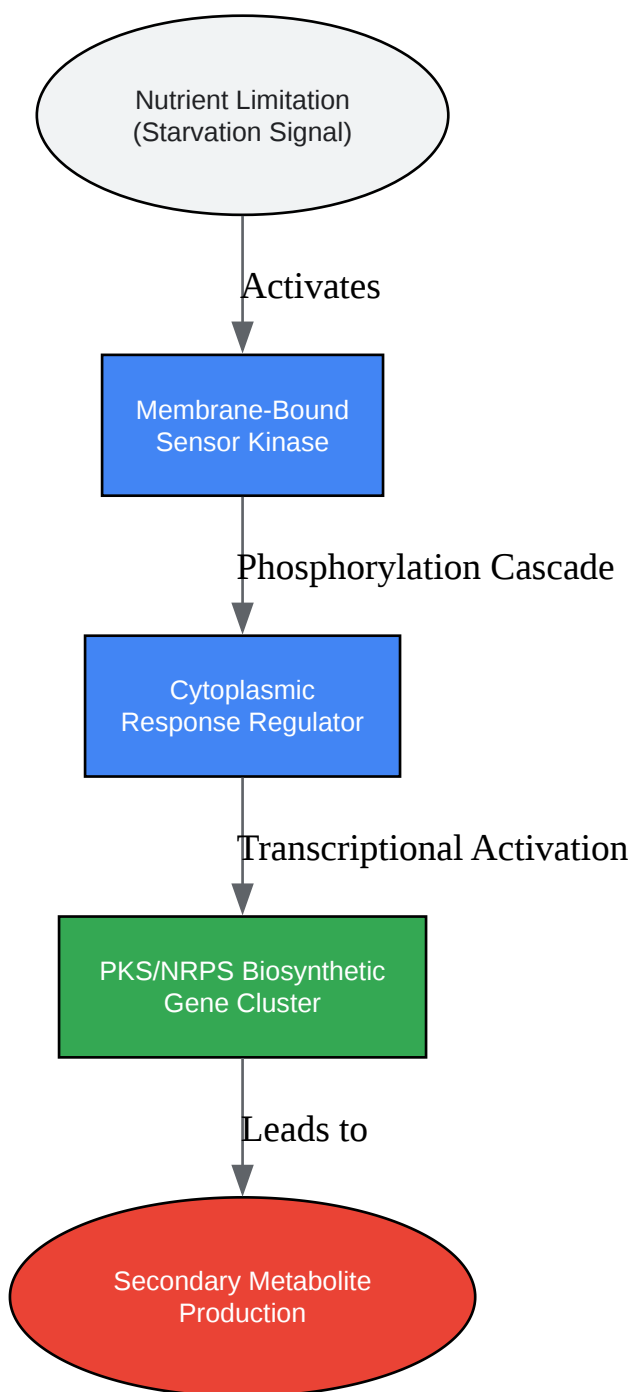 Nutrient Limitation
(Starvation Signal)
Activates
Membrane-Bound
Sensor Kinase
Phosphorylation Cascade
Cytoplasmic
Response Regulator
Transcriptional Activation
PKS/NRPS Biosynthetic
Gene Cluster
Leads to
Secondary Metabolite
Production